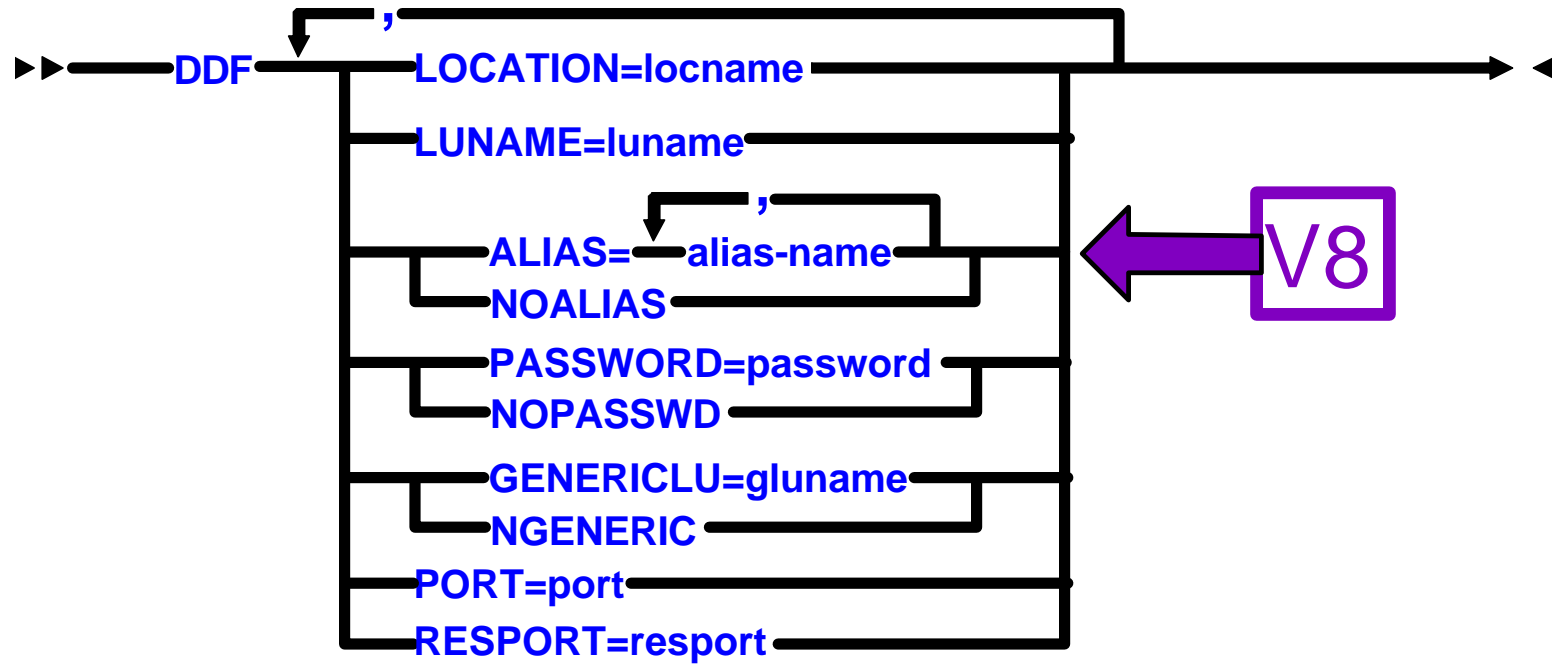 ,
DDF LOCATION=locname
LUNAME=luname
,
ALIAS= alias-name
V8
NOALIAS
PASSWORD=password
NOPASSWD
GENERICLU=gluname
NGENERIC
PORT=port
RESPORT=resport